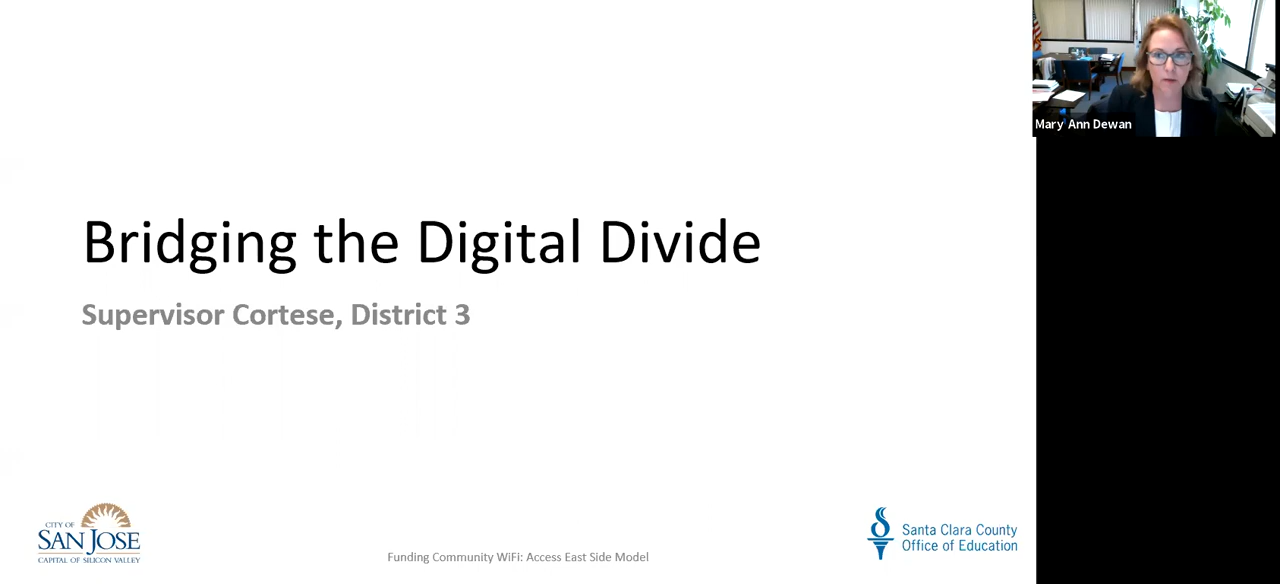 Mary Ann Dewan
Bridging the Digital Divide
Supervisor Cortese, District 3
CITY OF
SAN JOSE
CAPITAL OF SILICON VALLEY
Funding Community WiFi: Access East Side Model
Santa Clara County
Office of Education